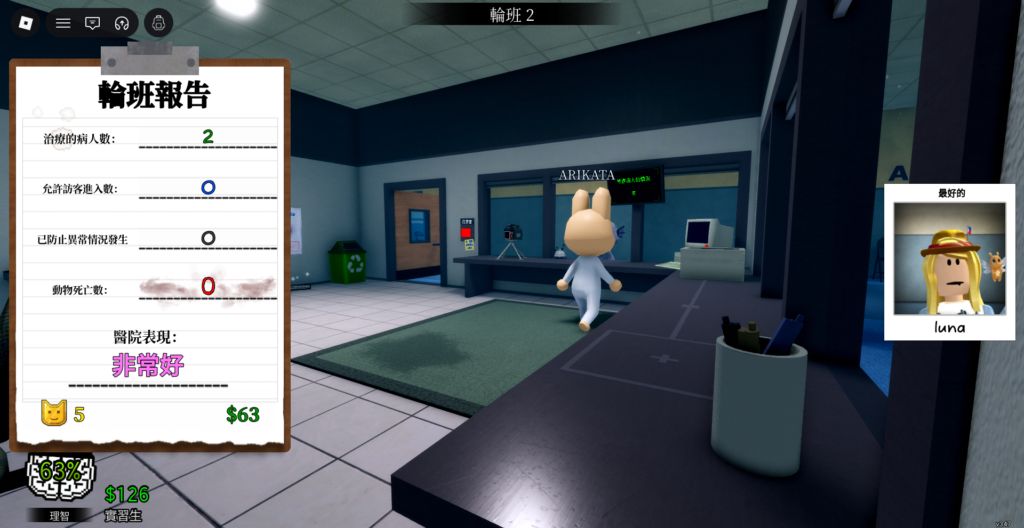 輪班 2
輪班報告
治療的病人數: 2
允許訪客進入數: 0
已防止異常情況發生 0
動物死亡數: 0
醫院表現:
非常好
5 $63
63%
$126
理智 實習生
ARIKATA
A
最好的
luna